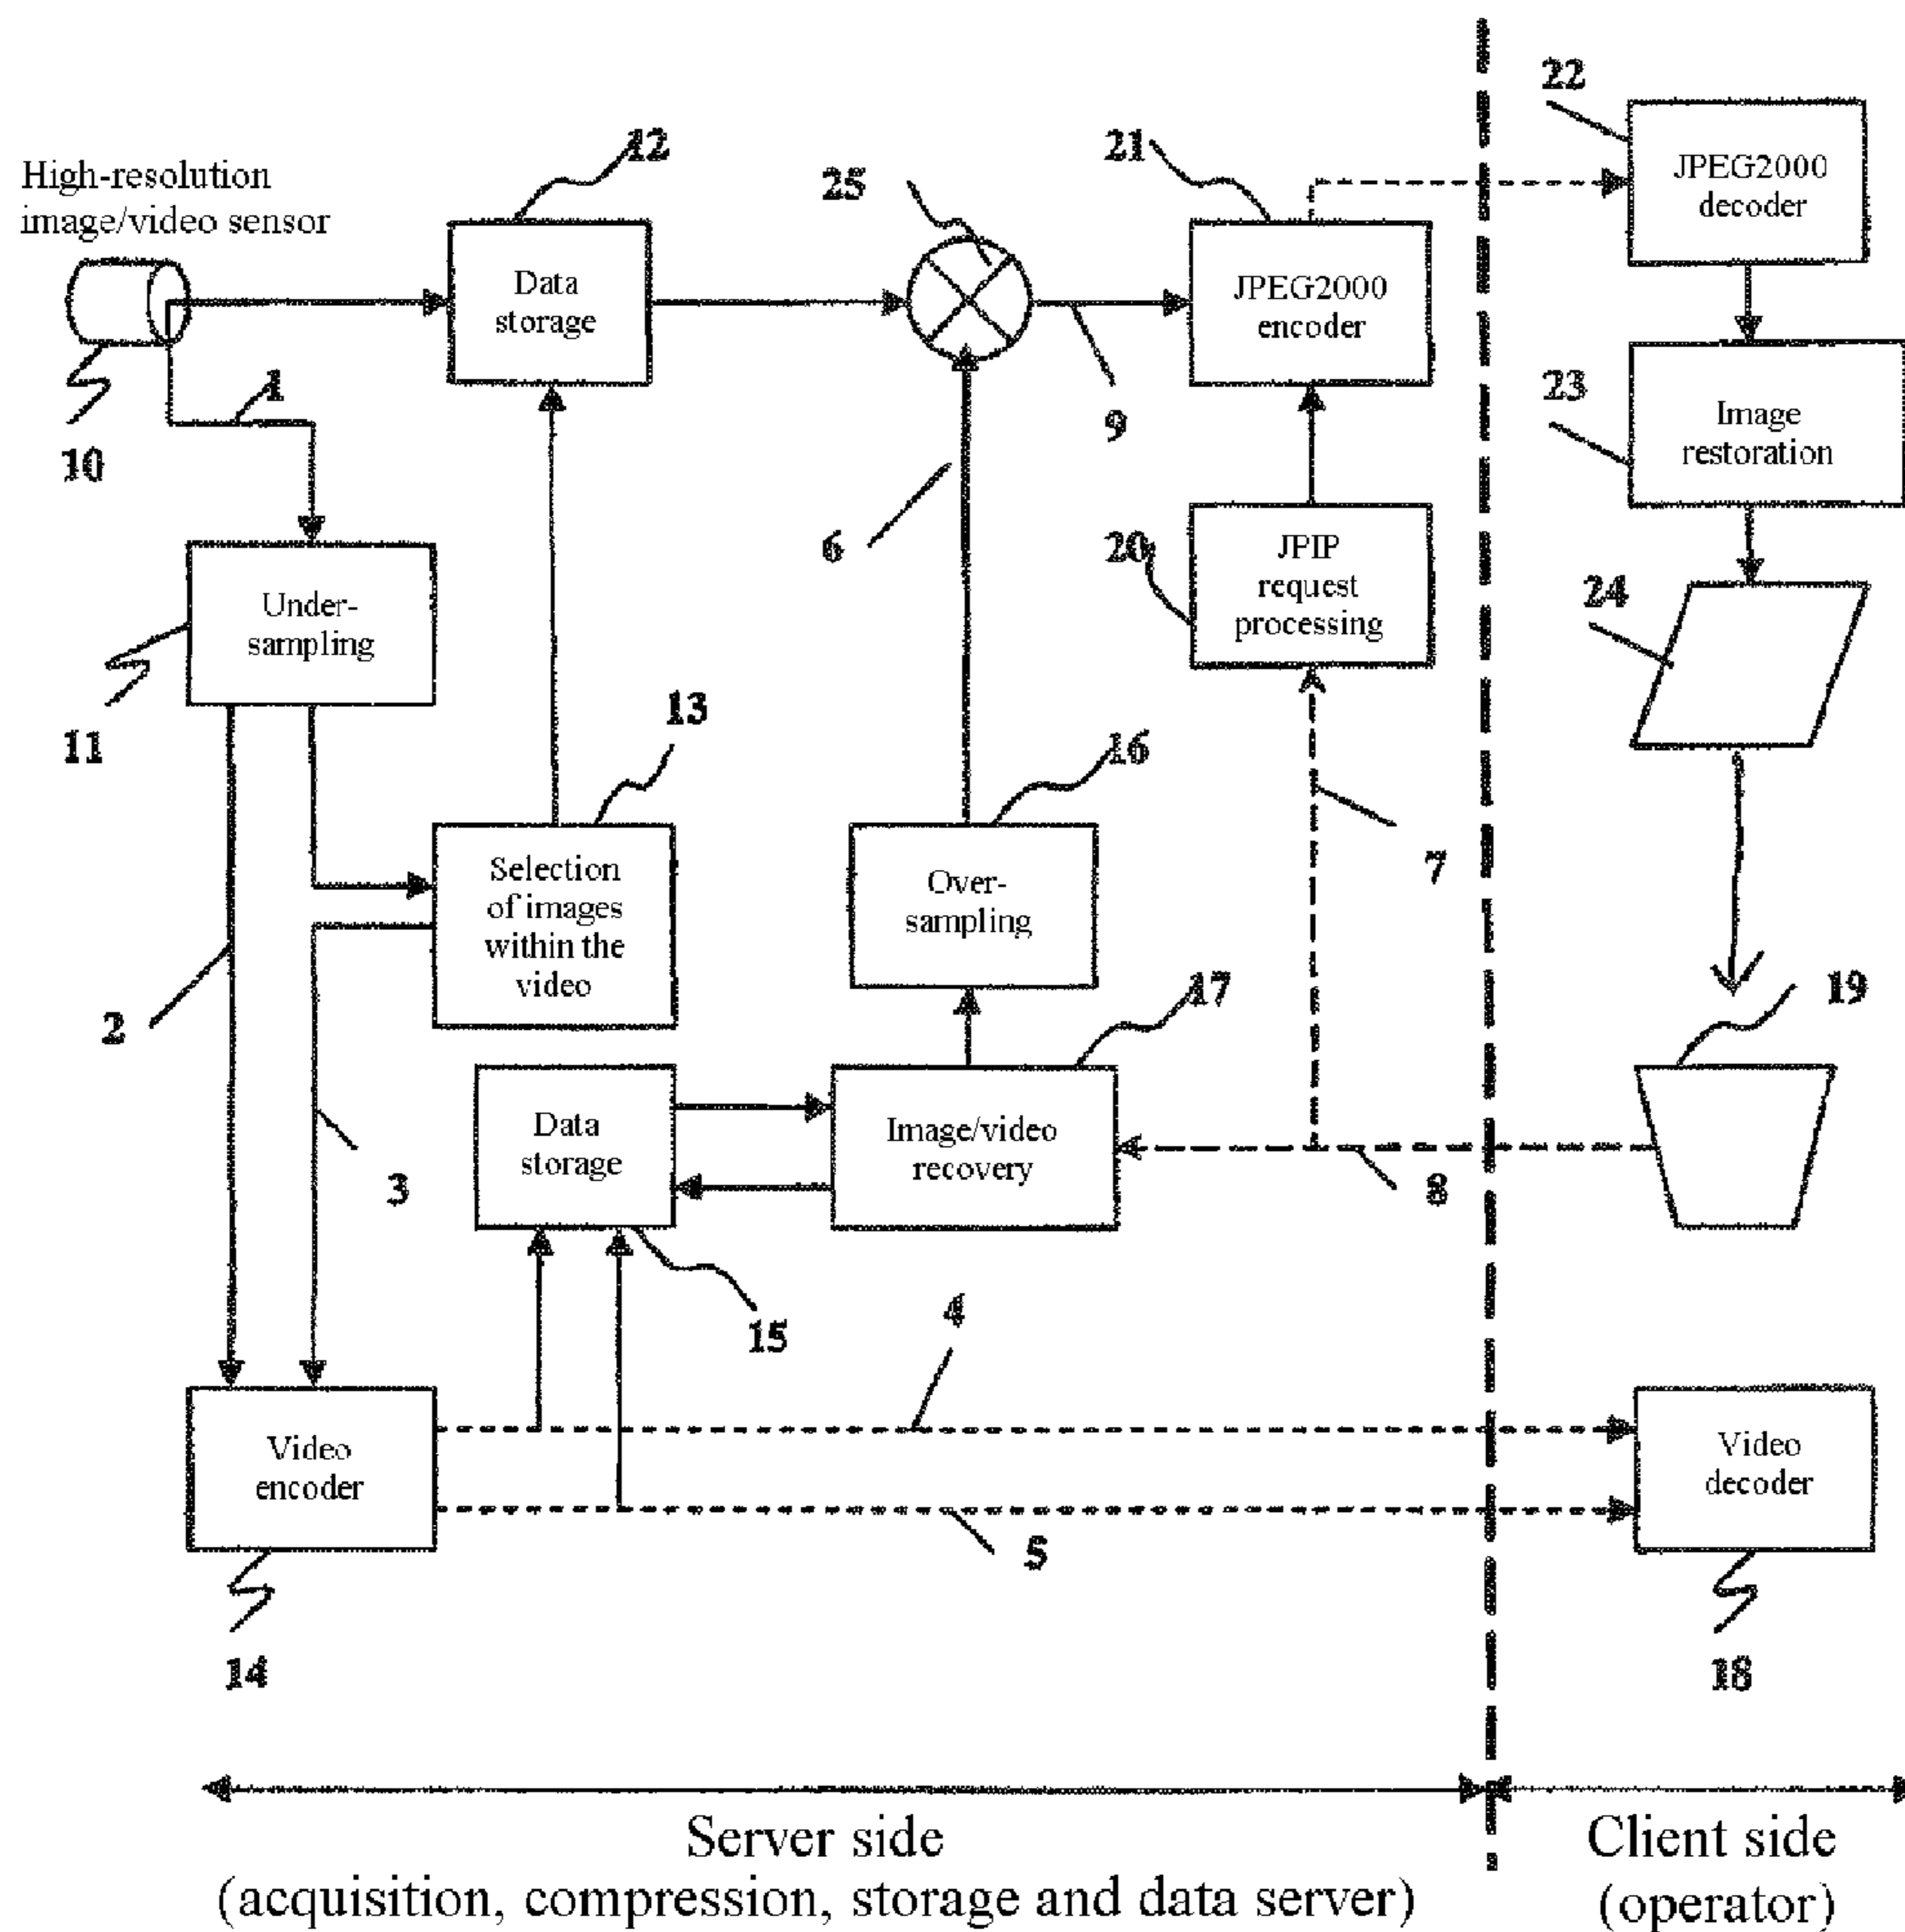 22
12
21
25
JPEG2000
decoder
High-resolution
image/video sensor
Data
storage
JPEG2000
encoder
1
23
9
Image
restoration
10
6
20
JPIP
request
processing
24
Under-
sampling
11
13
16
Selection
of images
within the
video
Over-
sampling
7
2
17
19
Data
storage
Image/video
recovery
3
8
4
15
Video
encoder
Video
decoder
5
14
18
Server side
(acquisition, compression, storage and data server)
Client side
(operator)